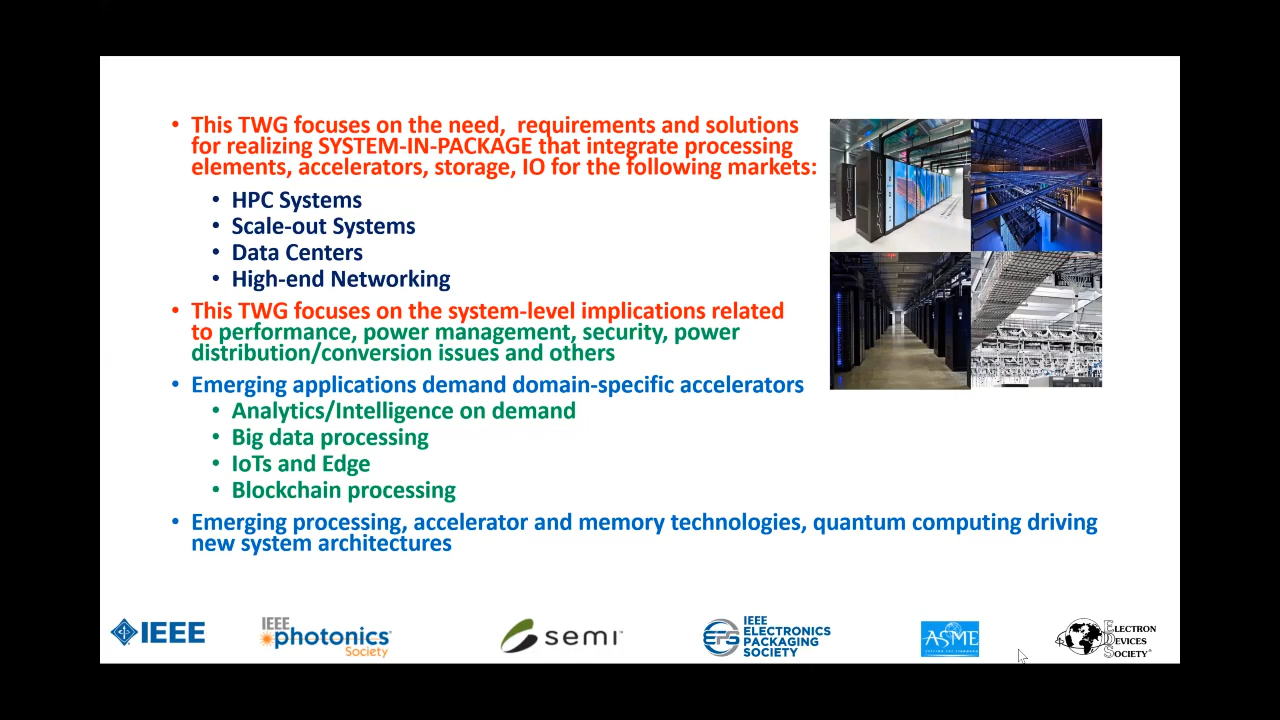 • This TWG focuses on the need,  requirements and solutions
for realizing SYSTEM-IN-PACKAGE that integrate processing
elements, accelerators, storage, IO for the following markets:
• HPC Systems
• Scale-out Systems
• Data Centers
• High-end Networking
• This TWG focuses on the system-level implications related
to performance, power management, security, power
distribution/conversion issues and others
• Emerging applications demand domain-specific accelerators
• Analytics/Intelligence on demand
• Big data processing
• IoTs and Edge
• Blockchain processing
• Emerging processing, accelerator and memory technologies, quantum computing driving
new system architectures
IEEE
IEEE
photonics
Society
semi
EPS
IEEE
ELECTRONICS
PACKAGING
SOCIETY
ASME
ELECTRON
DEVICES
SOCIETY